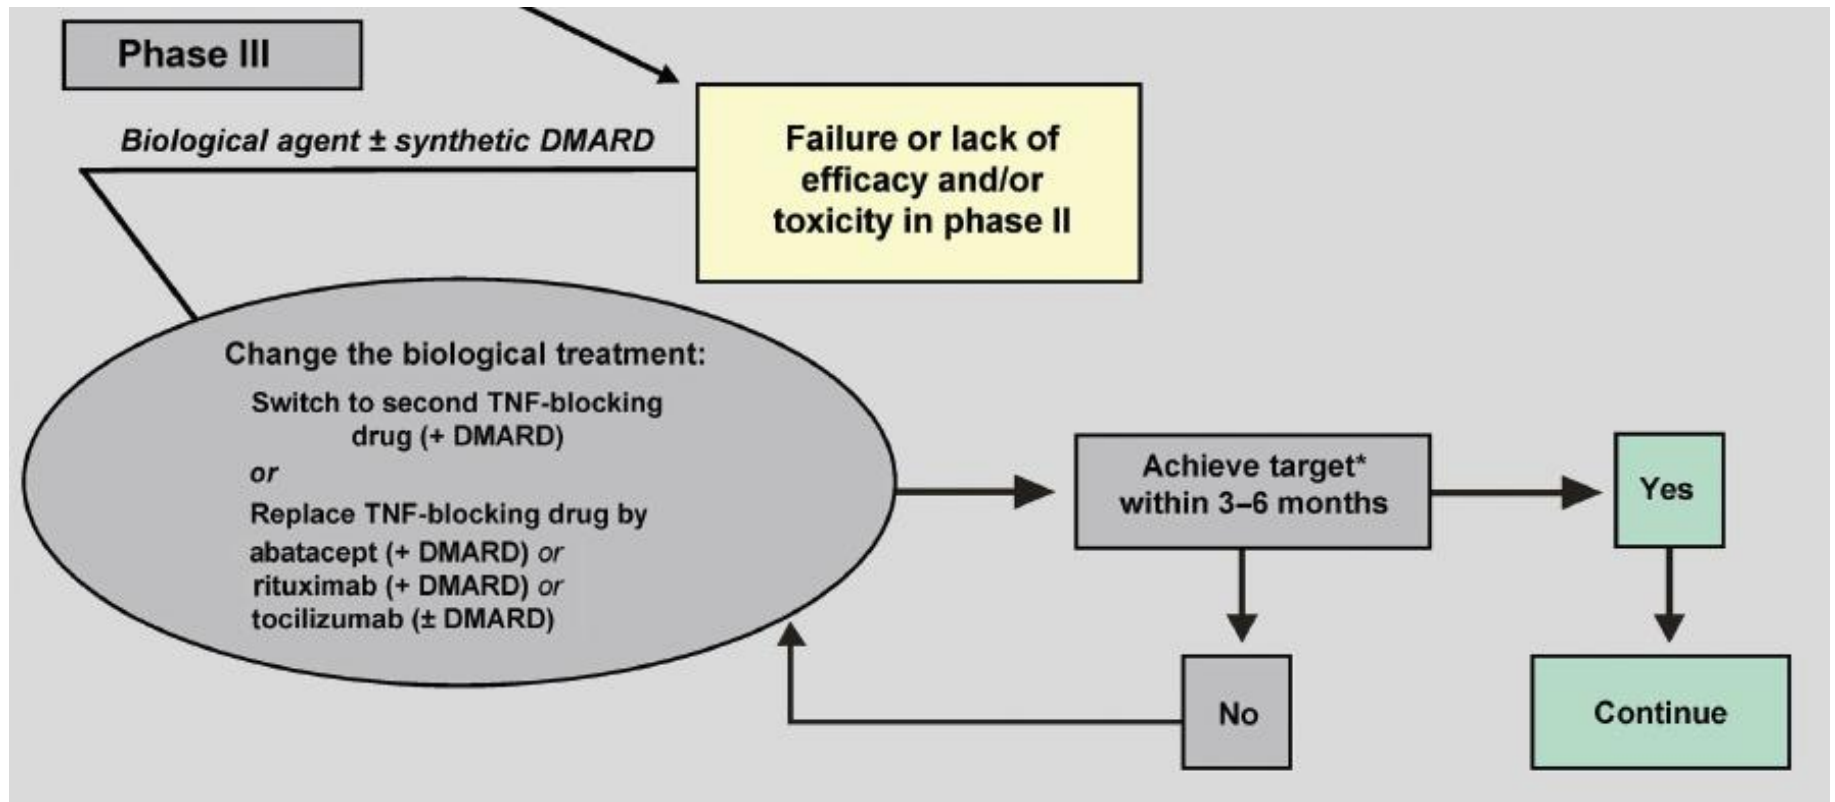 Phase III
Biological agent ± synthetic DMARD
Failure or lack of
efficacy and/or
toxicity in phase II
Change the biological treatment:
Switch to second TNF-blocking
drug (+ DMARD)
or
Replace TNF-blocking drug by
abatacept (+ DMARD) or
rituximab (+ DMARD) or
tocilizumab (± DMARD)
Achieve target*
within 3–6 months
Yes
No
Continue